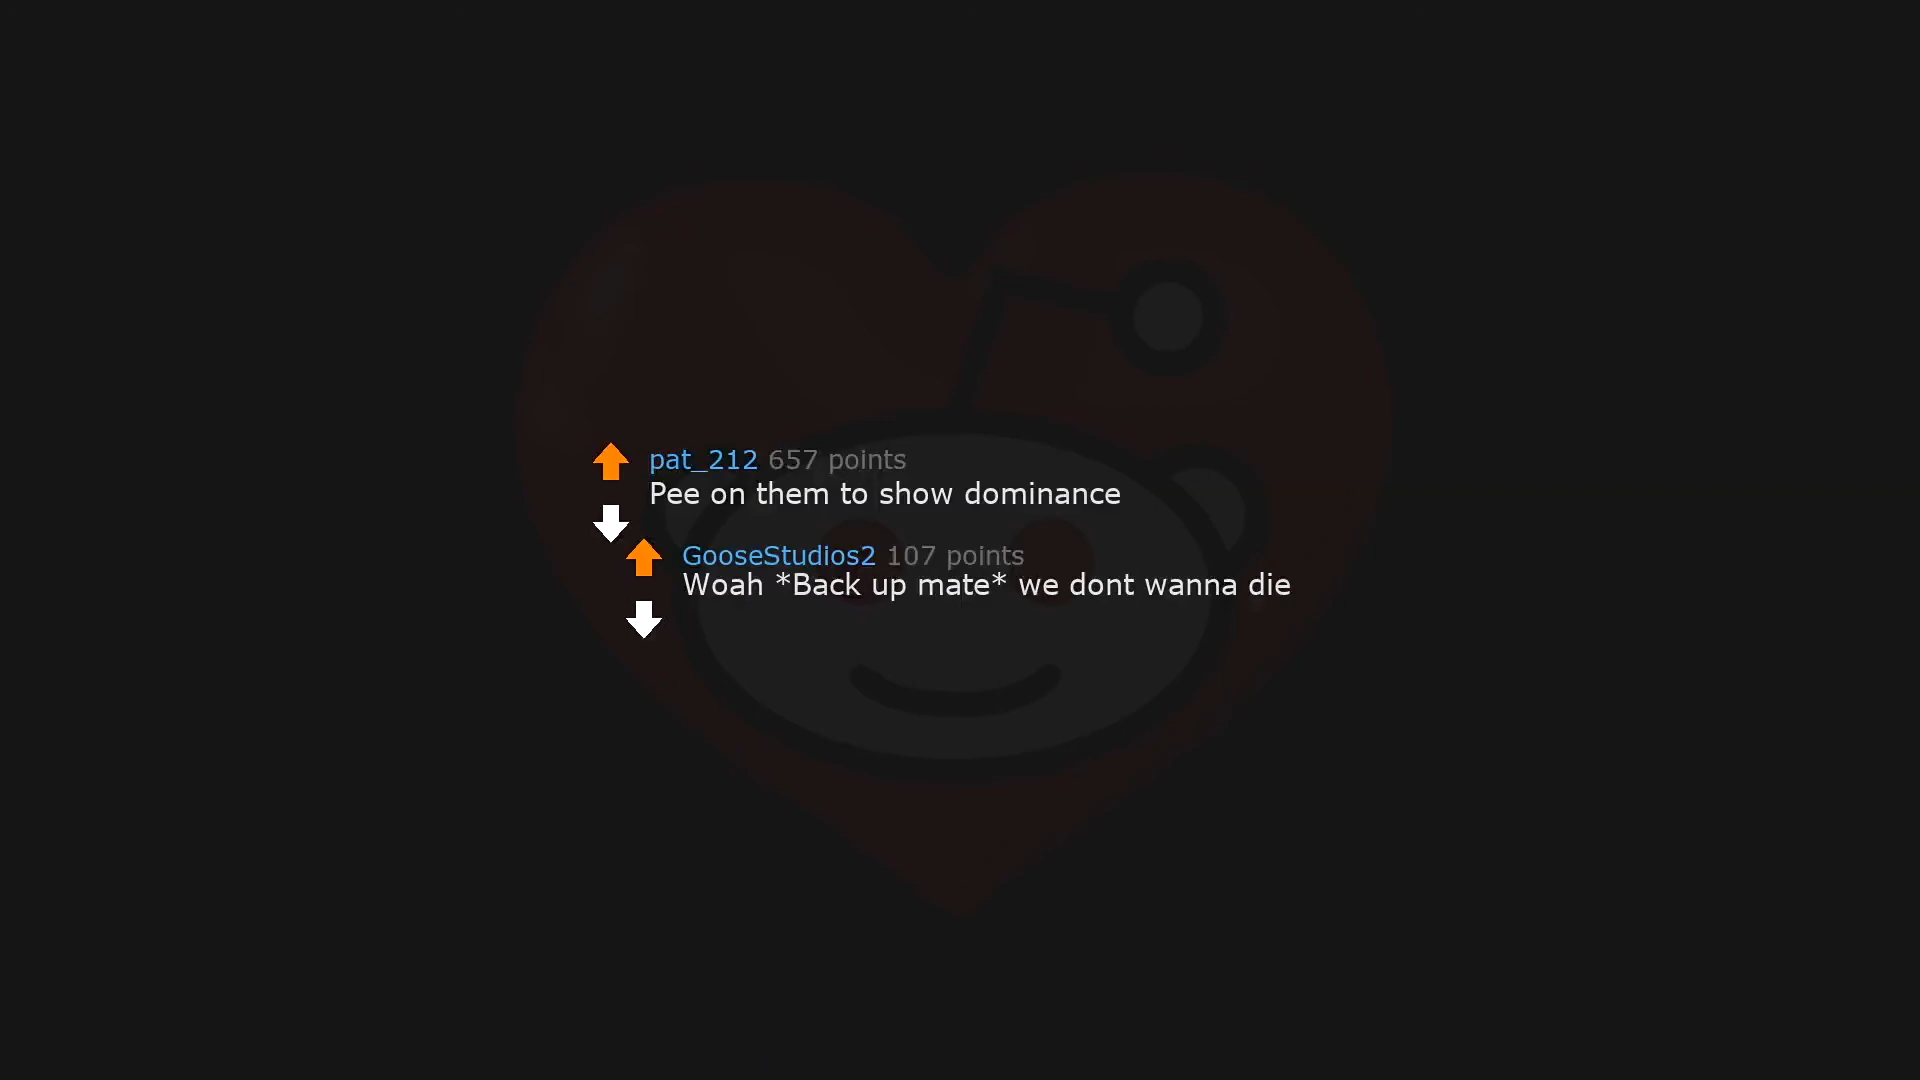 pat_212 657 points
Pee on them to show dominance
GooseStudios2 107 points
Woah *Back up mate* we dont wanna die